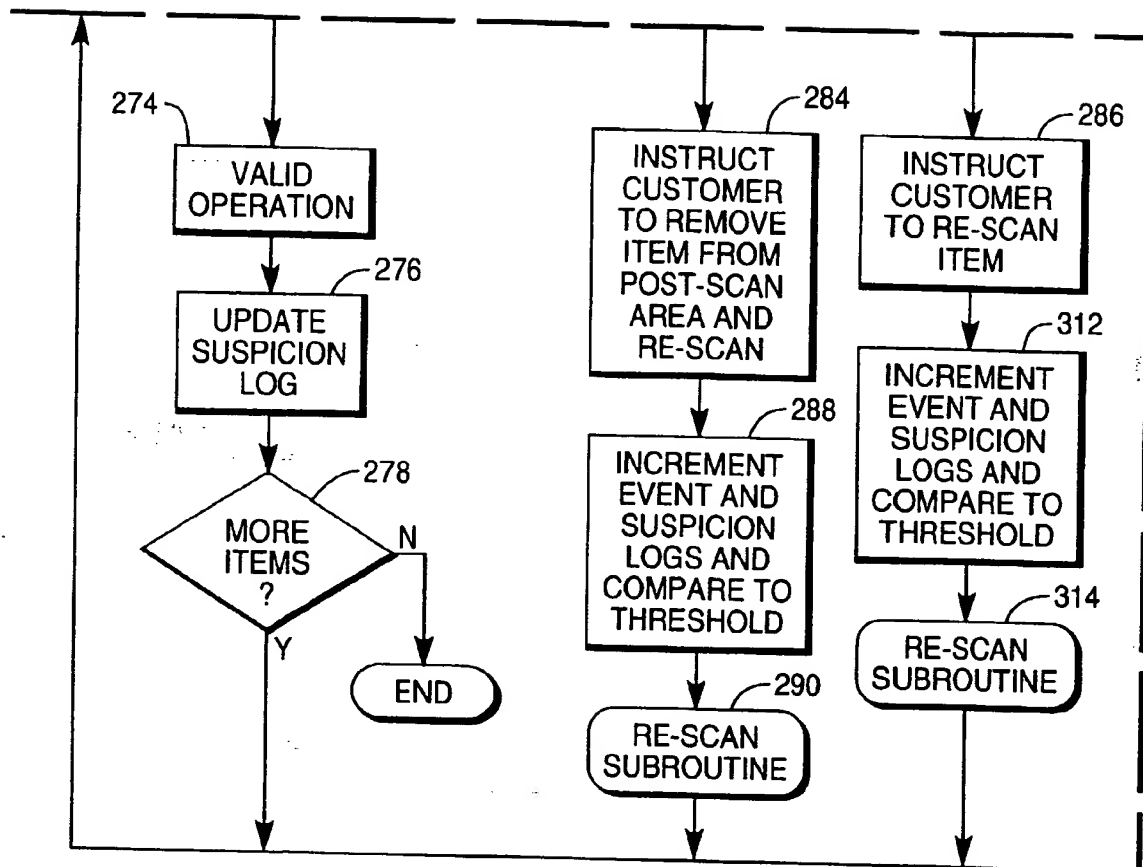 274
VALID
OPERATION
276
UPDATE
SUSPICION
LOG
278
MORE
ITEMS
?
N
Y
END
284
INSTRUCT
CUSTOMER
TO REMOVE
ITEM FROM
POST-SCAN
AREA AND
RE-SCAN
288
INCREMENT
EVENT AND
SUSPICION
LOGS AND
COMPARE TO
THRESHOLD
290
RE-SCAN
SUBROUTINE
286
INSTRUCT
CUSTOMER
TO RE-SCAN
ITEM
312
INCREMENT
EVENT AND
SUSPICION
LOGS AND
COMPARE TO
THRESHOLD
314
RE-SCAN
SUBROUTINE